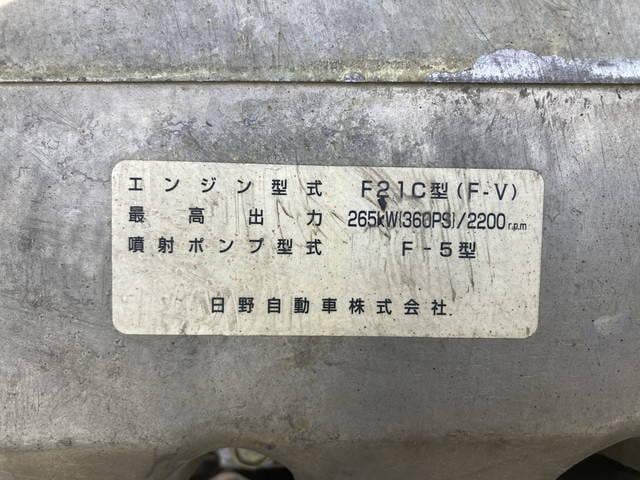 エンジン型式 F21C型(F-V)
最高出力 265kW(360PS)/2200r.p.m
噴射ポンプ型式 F-5型
日野自動車株式会社